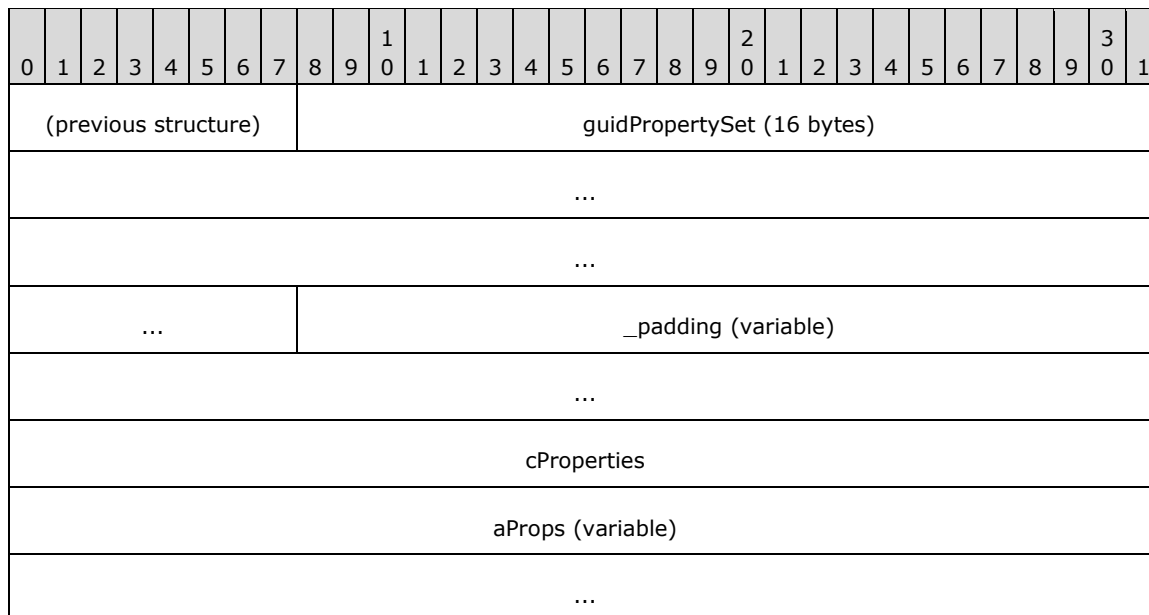 1 2 3
0 1 2 3 4 5 6 7 8 9 0 1 2 3 4 5 6 7 8 9 0 1 2 3 4 5 6 7 8 9 0 1
(previous structure) guidPropertySet (16 bytes)
...
...
... _padding (variable)
...
cProperties
aProps (variable)
...